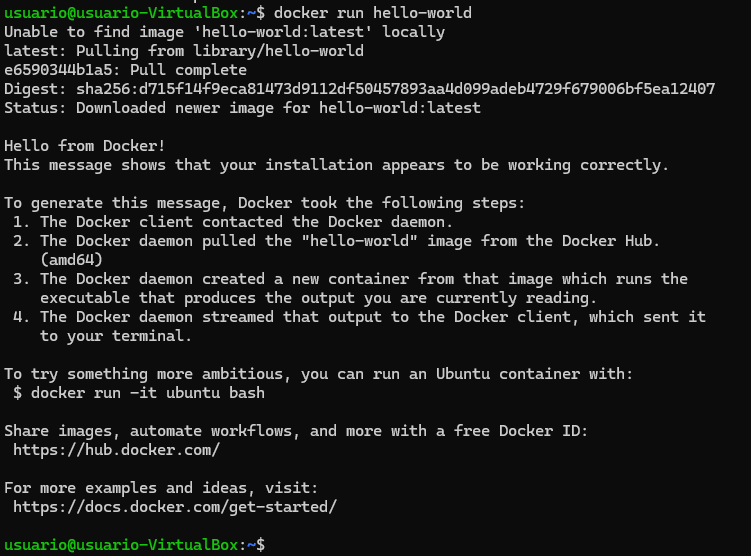 usuario@usuario-VirtualBox:~$ docker run hello-world
Unable to find image 'hello-world:latest' locally
latest: Pulling from library/hello-world
e6590344b1a5: Pull complete
Digest: sha256:d715f14f9eca81473d9112df50457893aa4d099adeb4729f679006bf5ea12407
Status: Downloaded newer image for hello-world:latest

Hello from Docker!
This message shows that your installation appears to be working correctly.

To generate this message, Docker took the following steps:
 1. The Docker client contacted the Docker daemon.
 2. The Docker daemon pulled the "hello-world" image from the Docker Hub.
    (amd64)
 3. The Docker daemon created a new container from that image which runs the
    executable that produces the output you are currently reading.
 4. The Docker daemon streamed that output to the Docker client, which sent it
    to your terminal.

To try something more ambitious, you can run an Ubuntu container with:
 $ docker run -it ubuntu bash

Share images, automate workflows, and more with a free Docker ID:
 https://hub.docker.com/

For more examples and ideas, visit:
 https://docs.docker.com/get-started/

usuario@usuario-VirtualBox:~$